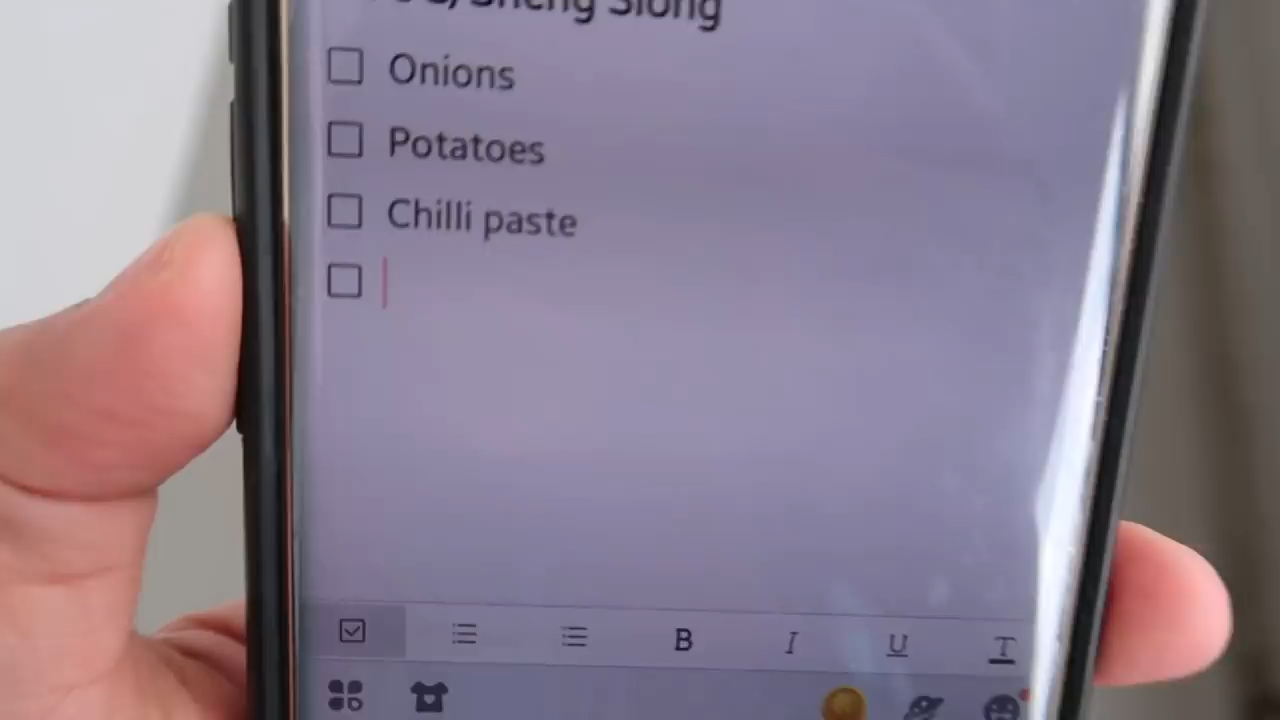 Sheng Siong
Onions
Potatoes
Chilli paste
B I U T